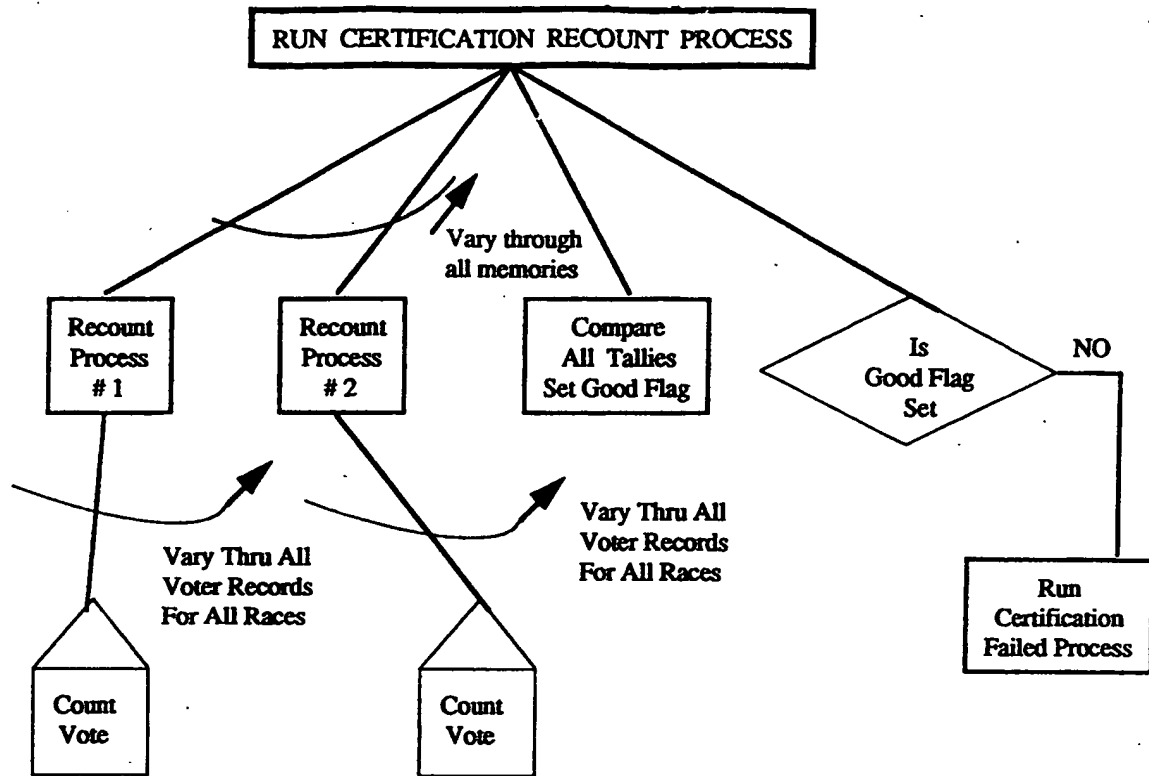 RUN CERTIFICATION RECOUNT PROCESS
Vary through
all memories
Recount
Process
# 1
Recount
Process
# 2
Compare
All Tallies
Set Good Flag
Is
Good Flag
Set
NO
Vary Thru All
Voter Records
For All Races
Vary Thru All
Voter Records
For All Races
Run
Certification
Failed Process
Count
Vote
Count
Vote